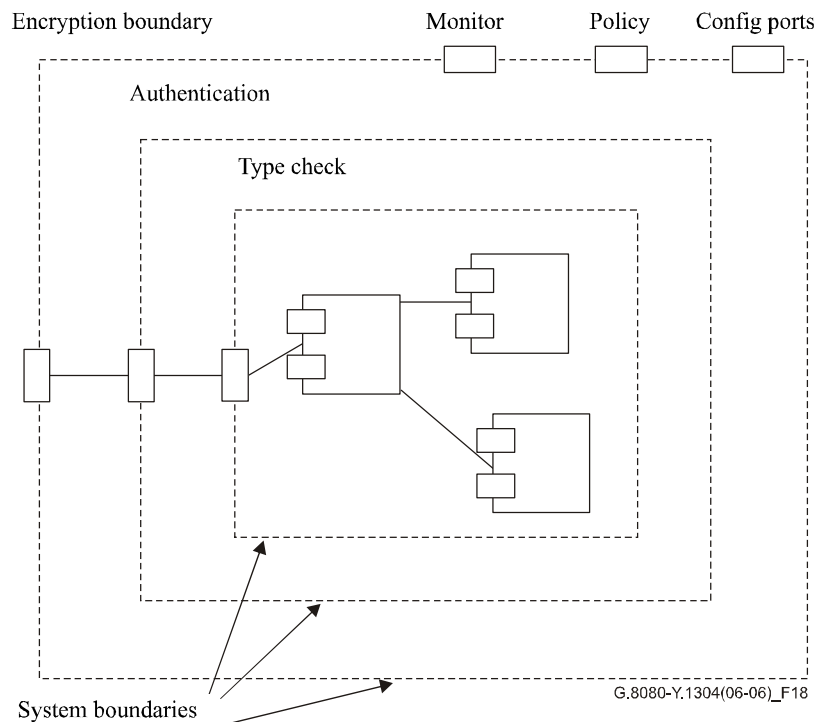 Encryption boundary
Monitor
Policy
Config ports
Authentication
Type check
G.8080-Y.1304(06-06)_F18
System boundaries